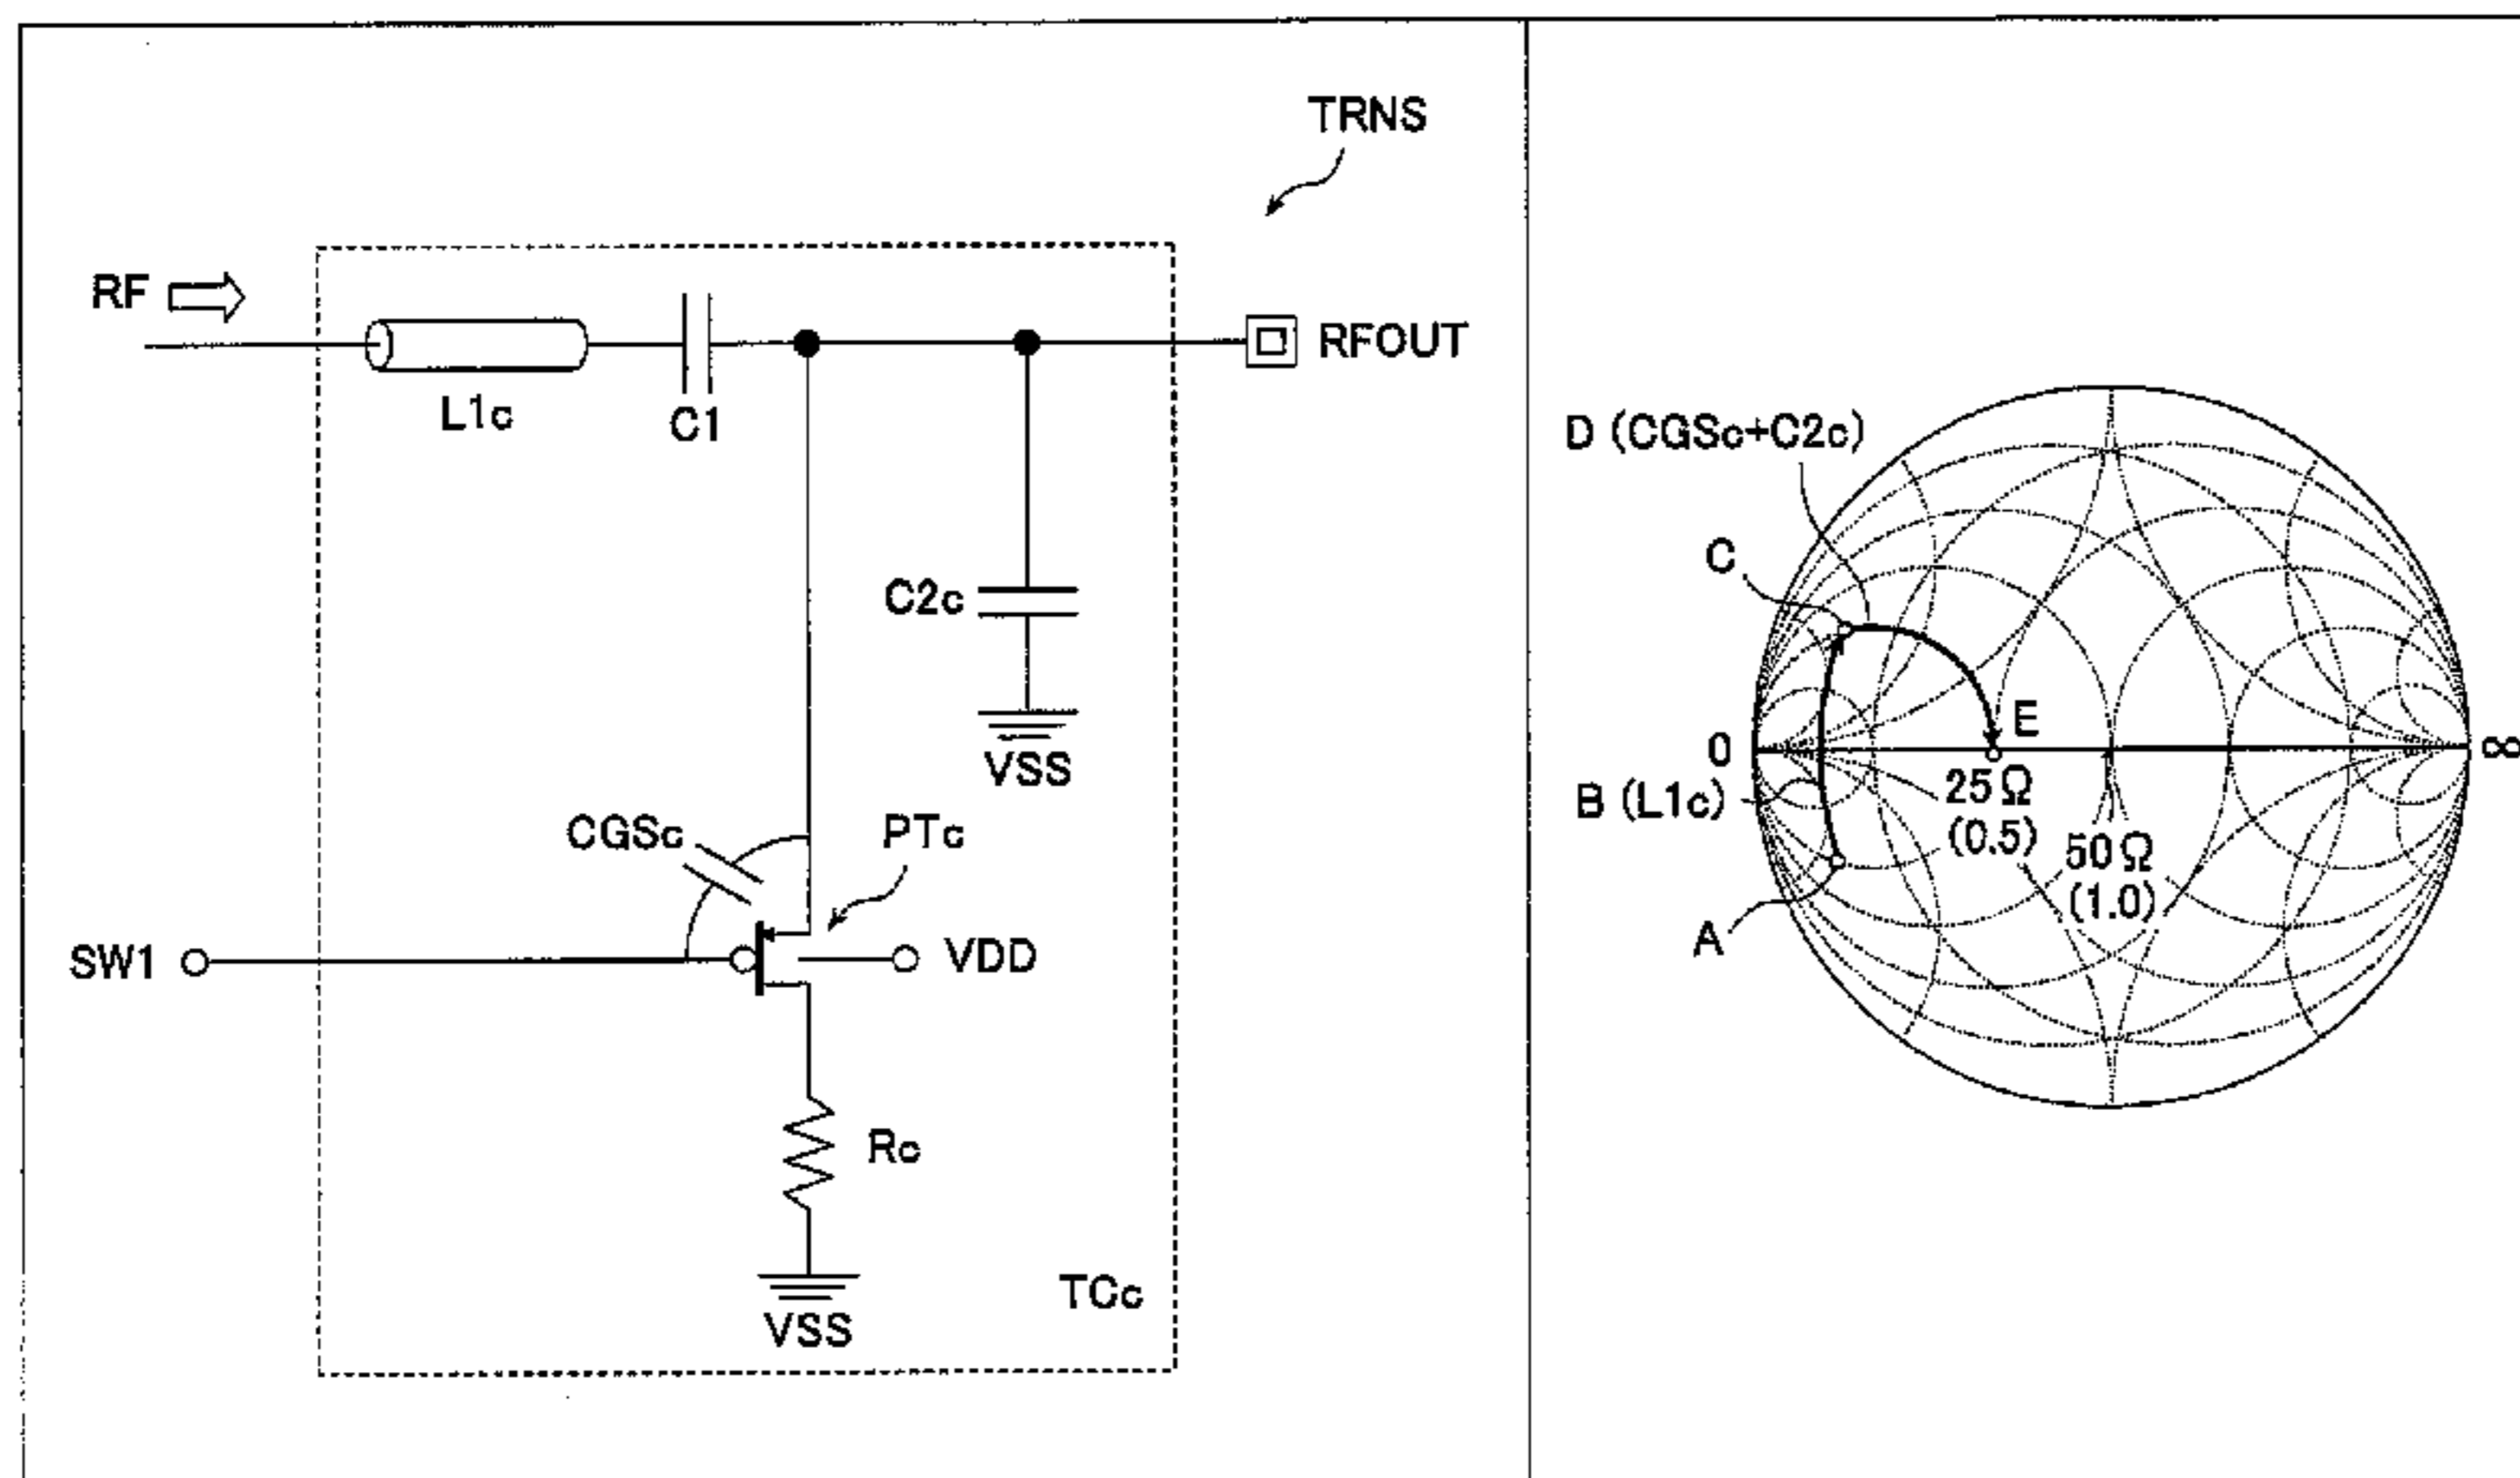 TRNS
RF
RFOUT
L1c
C1
C2c
VSS
CGSc
PTc
SW1
VDD
Rc
TCc
VSS
D (CGSc+C2c)
C
E
0
∞
25Ω
(0.5)
B (L1c)
50Ω
(1.0)
A